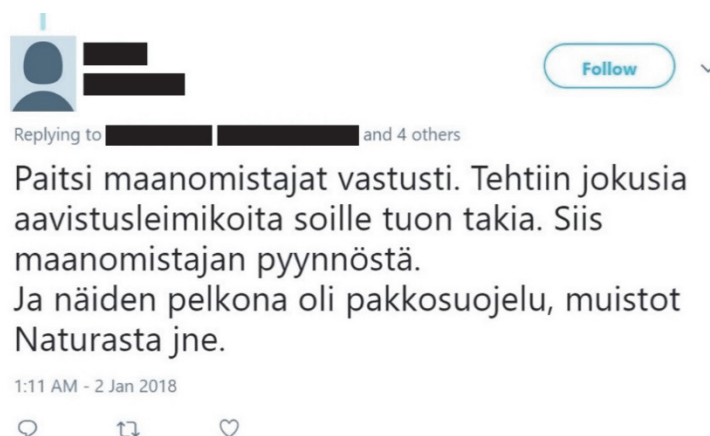 Follow
Replying to
and 4 others
Paitsi maanomistajat vastusti. Tehtiin jokusia
aavistusleimikoita soille tuon takia. Siis
maanomistajan pyynnöstä.
Ja näiden pelkona oli pakkosuojelu, muistot
Naturasta jne.
1:11 AM - 2 Jan 2018